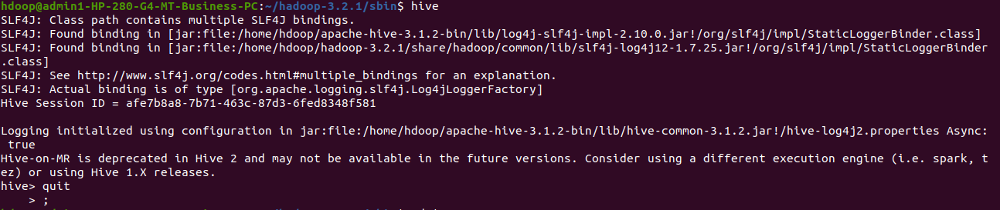 hdoop@admin1-HP-280-G4-MT-Business-PC:~/hadoop-3.2.1/sbin$ hive
SLF4J: Class path contains multiple SLF4J bindings.
SLF4J: Found binding in [jar:file:/home/hdoop/apache-hive-3.1.2-bin/lib/log4j-slf4j-impl-2.10.0.jar!/org/slf4j/impl/StaticLoggerBinder.class]
SLF4J: Found binding in [jar:file:/home/hdoop/hadoop-3.2.1/share/hadoop/common/lib/slf4j-log4j12-1.7.25.jar!/org/slf4j/impl/StaticLoggerBinder
.class]
SLF4J: See http://www.slf4j.org/codes.html#multiple_bindings for an explanation.
SLF4J: Actual binding is of type [org.apache.logging.slf4j.Log4jLoggerFactory]
Hive Session ID = afe7b8a8-7b71-463c-87d3-6fed8348f581
Logging initialized using configuration in jar:file:/home/hdoop/apache-hive-3.1.2-bin/lib/hive-common-3.1.2.jar!/hive-log4j2.properties Async:
 true
Hive-on-MR is deprecated in Hive 2 and may not be available in the future versions. Consider using a different execution engine (i.e. spark, t
ez) or using Hive 1.X releases.
hive> quit
    > ;